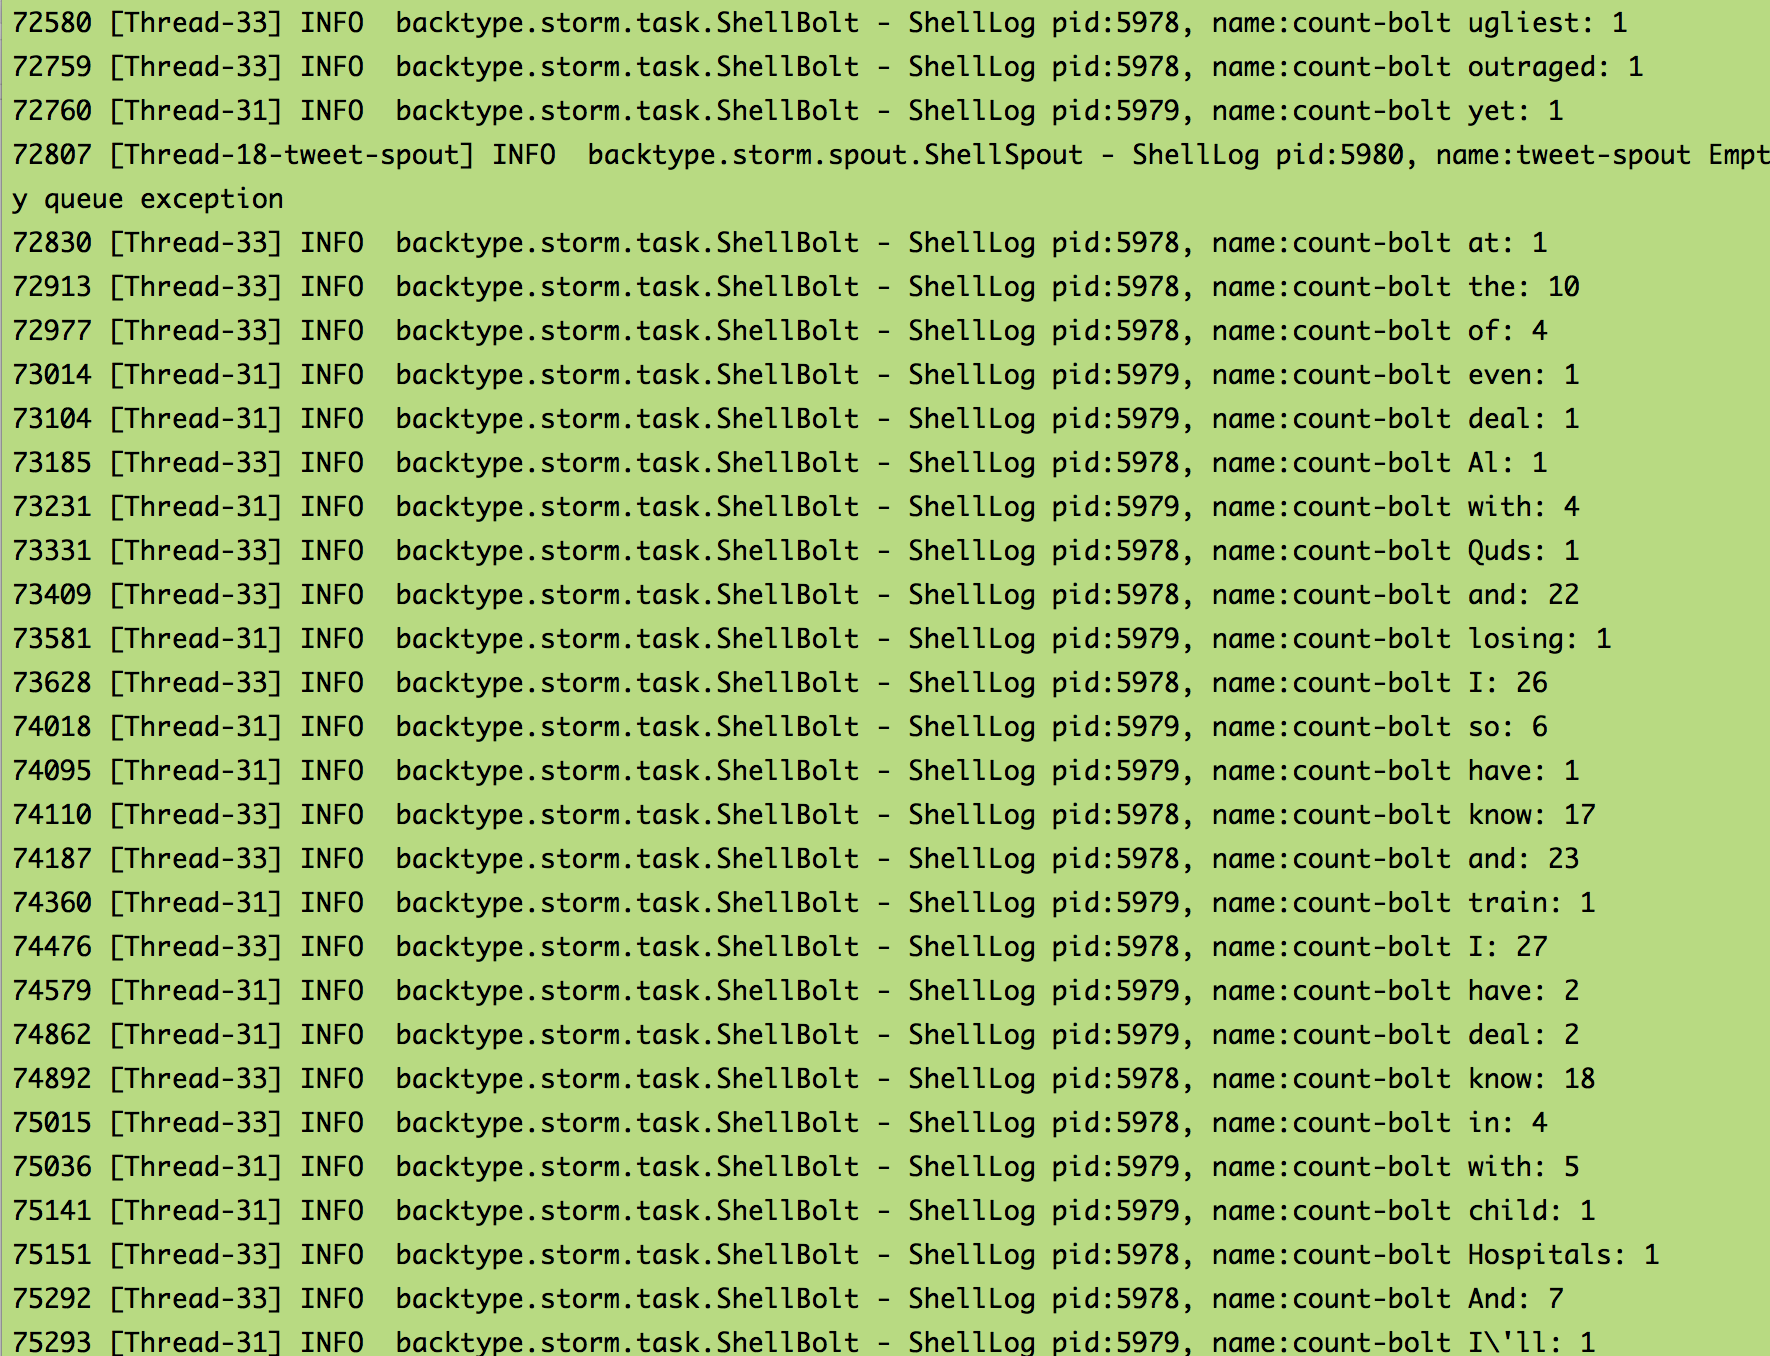 72580 [Thread-33] INFO  backtype.storm.task.ShellBolt - ShellLog pid:5978, name:count-bolt ugliest: 1
72759 [Thread-33] INFO  backtype.storm.task.ShellBolt - ShellLog pid:5978, name:count-bolt outraged: 1
72760 [Thread-31] INFO  backtype.storm.task.ShellBolt - ShellLog pid:5979, name:count-bolt yet: 1
72807 [Thread-18-tweet-spout] INFO  backtype.storm.spout.ShellSpout - ShellLog pid:5980, name:tweet-spout Empt
y queue exception
72830 [Thread-33] INFO  backtype.storm.task.ShellBolt - ShellLog pid:5978, name:count-bolt at: 1
72913 [Thread-33] INFO  backtype.storm.task.ShellBolt - ShellLog pid:5978, name:count-bolt the: 10
72977 [Thread-33] INFO  backtype.storm.task.ShellBolt - ShellLog pid:5978, name:count-bolt of: 4
73014 [Thread-31] INFO  backtype.storm.task.ShellBolt - ShellLog pid:5979, name:count-bolt even: 1
73104 [Thread-31] INFO  backtype.storm.task.ShellBolt - ShellLog pid:5979, name:count-bolt deal: 1
73185 [Thread-33] INFO  backtype.storm.task.ShellBolt - ShellLog pid:5978, name:count-bolt Al: 1
73231 [Thread-31] INFO  backtype.storm.task.ShellBolt - ShellLog pid:5979, name:count-bolt with: 4
73331 [Thread-33] INFO  backtype.storm.task.ShellBolt - ShellLog pid:5978, name:count-bolt Quds: 1
73409 [Thread-33] INFO  backtype.storm.task.ShellBolt - ShellLog pid:5978, name:count-bolt and: 22
73581 [Thread-31] INFO  backtype.storm.task.ShellBolt - ShellLog pid:5979, name:count-bolt losing: 1
73628 [Thread-33] INFO  backtype.storm.task.ShellBolt - ShellLog pid:5978, name:count-bolt I: 26
74018 [Thread-31] INFO  backtype.storm.task.ShellBolt - ShellLog pid:5979, name:count-bolt so: 6
74095 [Thread-31] INFO  backtype.storm.task.ShellBolt - ShellLog pid:5979, name:count-bolt have: 1
74110 [Thread-33] INFO  backtype.storm.task.ShellBolt - ShellLog pid:5978, name:count-bolt know: 17
74187 [Thread-33] INFO  backtype.storm.task.ShellBolt - ShellLog pid:5978, name:count-bolt and: 23
74360 [Thread-31] INFO  backtype.storm.task.ShellBolt - ShellLog pid:5979, name:count-bolt train: 1
74476 [Thread-33] INFO  backtype.storm.task.ShellBolt - ShellLog pid:5978, name:count-bolt I: 27
74579 [Thread-31] INFO  backtype.storm.task.ShellBolt - ShellLog pid:5979, name:count-bolt have: 2
74862 [Thread-31] INFO  backtype.storm.task.ShellBolt - ShellLog pid:5979, name:count-bolt deal: 2
74892 [Thread-33] INFO  backtype.storm.task.ShellBolt - ShellLog pid:5978, name:count-bolt know: 18
75015 [Thread-33] INFO  backtype.storm.task.ShellBolt - ShellLog pid:5978, name:count-bolt in: 4
75036 [Thread-31] INFO  backtype.storm.task.ShellBolt - ShellLog pid:5979, name:count-bolt with: 5
75141 [Thread-31] INFO  backtype.storm.task.ShellBolt - ShellLog pid:5979, name:count-bolt child: 1
75151 [Thread-33] INFO  backtype.storm.task.ShellBolt - ShellLog pid:5978, name:count-bolt Hospitals: 1
75292 [Thread-33] INFO  backtype.storm.task.ShellBolt - ShellLog pid:5978, name:count-bolt And: 7
75293 [Thread-31] INFO  backtype.storm.task.ShellBolt - ShellLog pid:5979, name:count-bolt I\'ll: 1